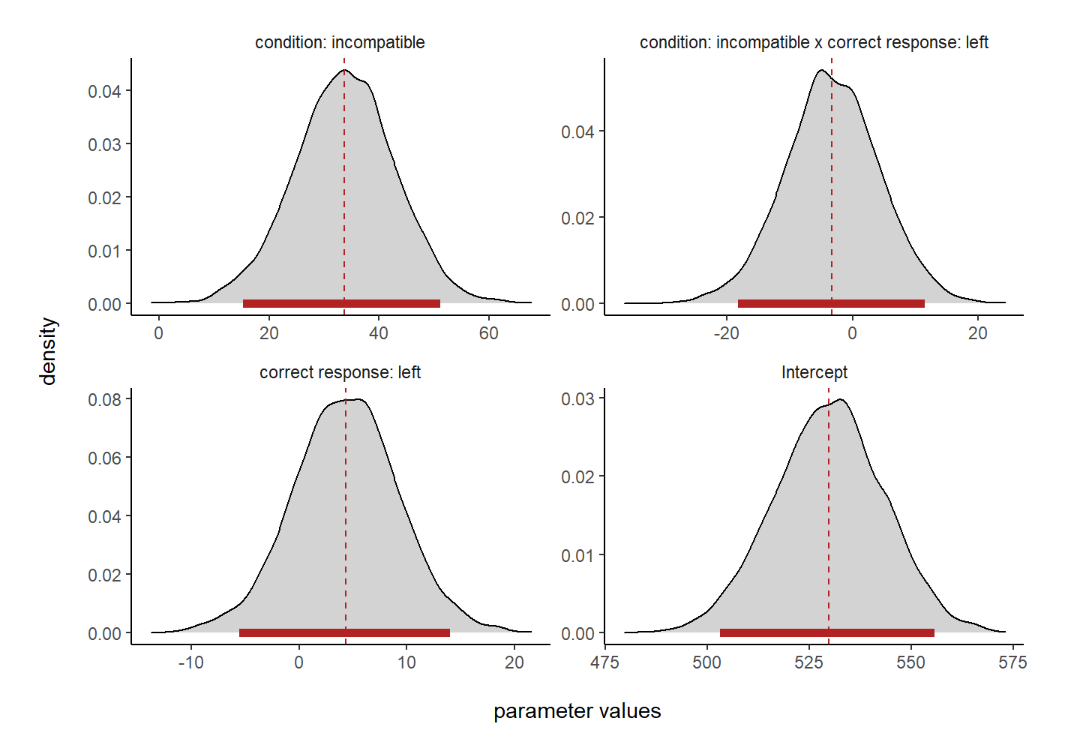 condition: incompatible
condition: incompatible x correct response: left
0.04
0.03
0.02
0.01
0.00
0 20 40 60
0.04
0.02
0.00
-20 0 20
density
correct response: left
Intercept
0.08
0.06
0.04
0.02
0.00
-10 0 10 20
0.03
0.02
0.01
0.00
475 500 525 550 575
parameter values